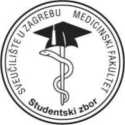 SVEUČILIŠTE U ZAGREBU MEDICINSKI FAKULTET
Studentski zbor